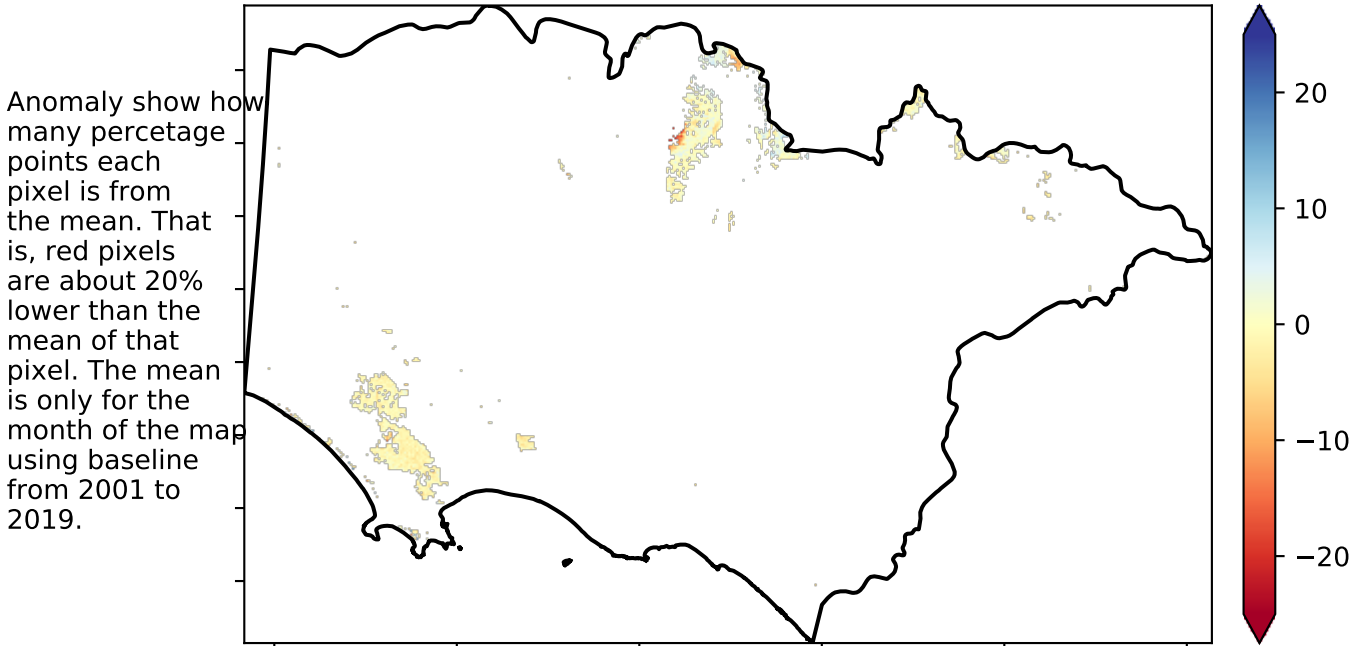 Anomaly show how
many percetage
points each
pixel is from
the mean. That
is, red pixels
are about 20%
lower than the
mean of that
pixel. The mean
is only for the
month of the map
using baseline
from 2001 to
2019.
20
10
0
−10
−20